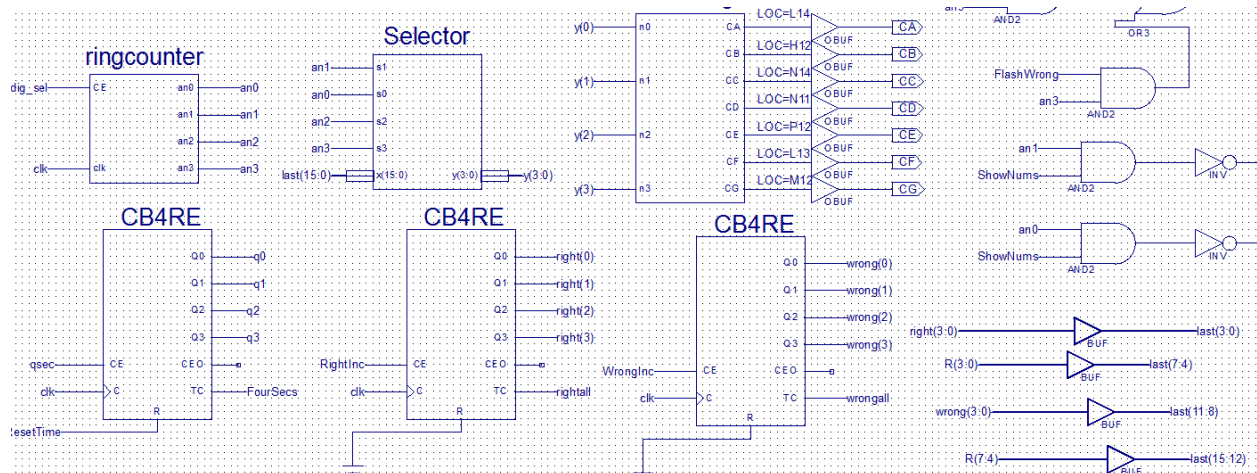 ringcounter
dig_sel
CE
an0
an0
an1
an1
an2
an2
clk
clk
an3
an3
Selector
an1
s1
an0
s0
an2
s2
an3
s3
last(15:0)
x(15:0)
y(3:0)
y(3:0)
y(0)
n0
CA
LOC=L14
OBUF
CA
CB
LOC=H12
OBUF
CB
y(1)
n1
CC
LOC=N14
OBUF
CC
CD
LOC=N11
OBUF
CD
y(2)
n2
CE
LOC=P12
OBUF
CE
CF
LOC=L13
OBUF
CF
y(3)
n3
CG
LOC=M12
OBUF
CG
AND2
OR3
FlashWrong
an3
AND2
an1
ShowNums
AND2
INV
an0
ShowNums
AND2
INV
CB4RE
Q0
q0
Q1
q1
Q2
q2
Q3
q3
qsec
CE
CEO
clk
C
TC
FourSecs
R
CB4RE
Q0
right(0)
Q1
right(1)
Q2
right(2)
Q3
right(3)
RightInc
CE
CEO
clk
C
TC
rightall
R
CB4RE
Q0
wrong(0)
Q1
wrong(1)
Q2
wrong(2)
Q3
wrong(3)
WrongInc
CE
CEO
clk
C
TC
wrongall
R
right(3:0)
BUF
last(3:0)
R(3:0)
BUF
last(7:4)
wrong(3:0)
BUF
last(11:8)
R(7:4)
BUF
last(15:12)